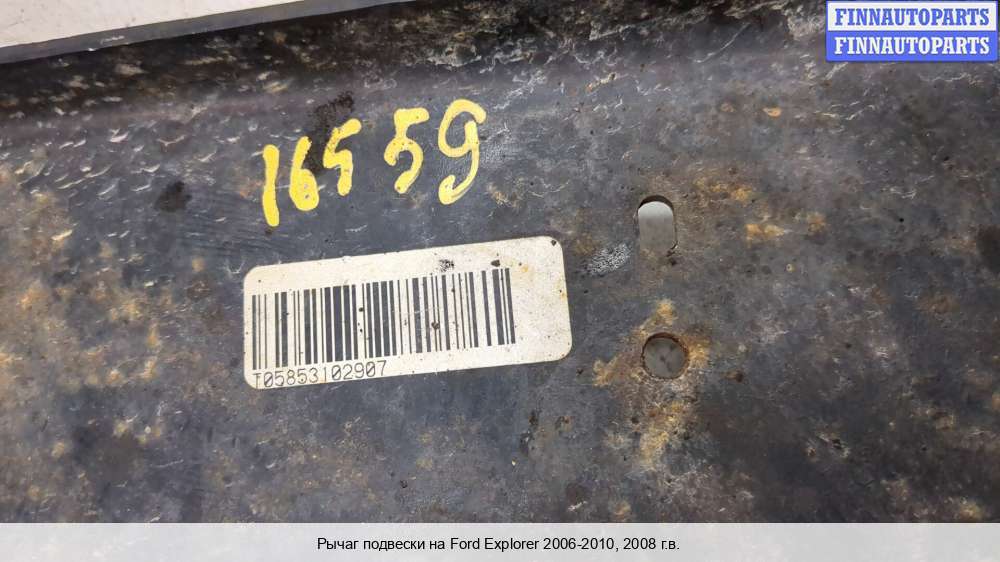 FINNAUTOPARTS
FINNAUTOPARTS
16559
T05853102907
Рычаг подвески на Ford Explorer 2006-2010, 2008 г.в.